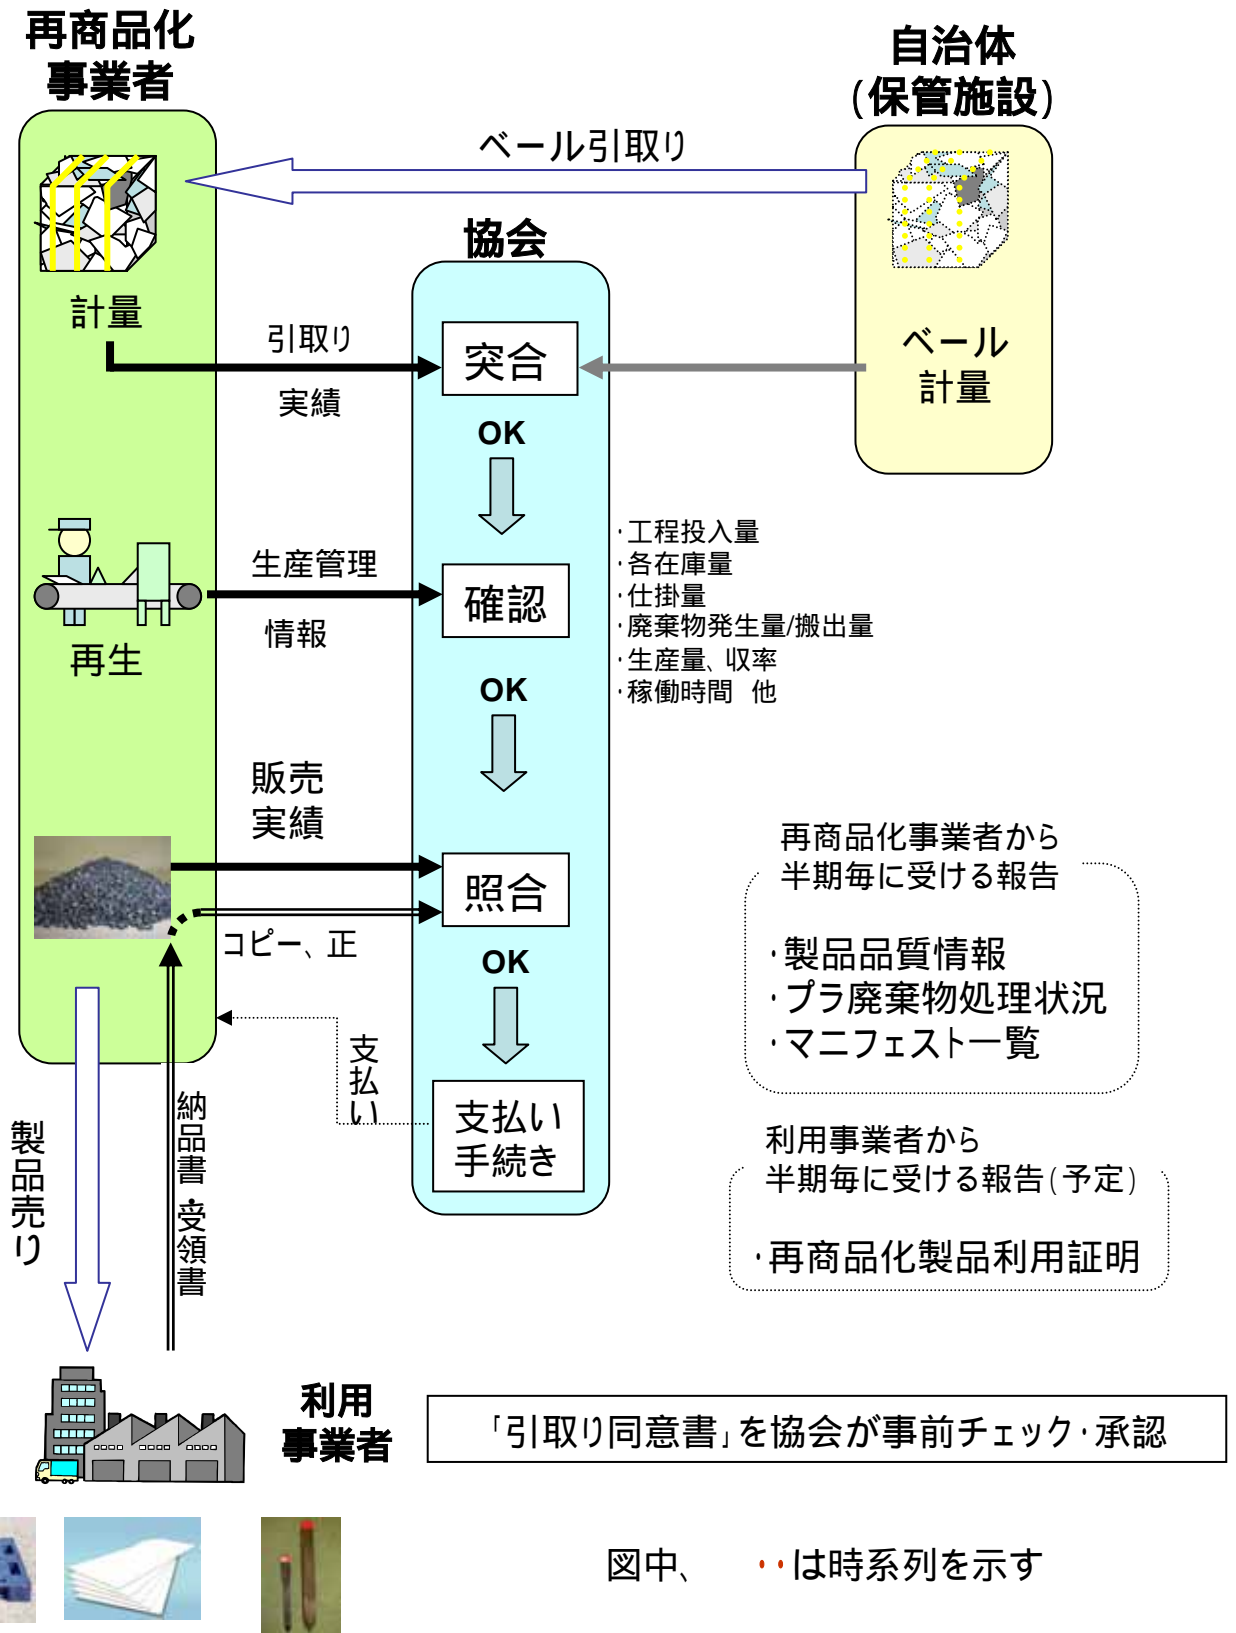 再商品化
事業者
自治体
(保管施設)
ベール引取り
協会
計量
引取り
実績
突合
ベール
計量
OK
・工程投入量
・各在庫量
・仕掛量
・廃棄物発生量/搬出量
・生産量、収率
・稼働時間 他
生産管理
情報
確認
再生
OK
販売
実績
照合
コピー、正
OK
再商品化事業者から
半期毎に受ける報告
・製品品質情報
・プラ廃棄物処理状況
・マニフェスト一覧
支払い
支払い
手続き
納品書・受領書
製品売り
利用事業者から
半期毎に受ける報告(予定)
・再商品化製品利用証明
利用
事業者
「引取り同意書」を協会が事前チェック・承認
図中、 ・・は時系列を示す